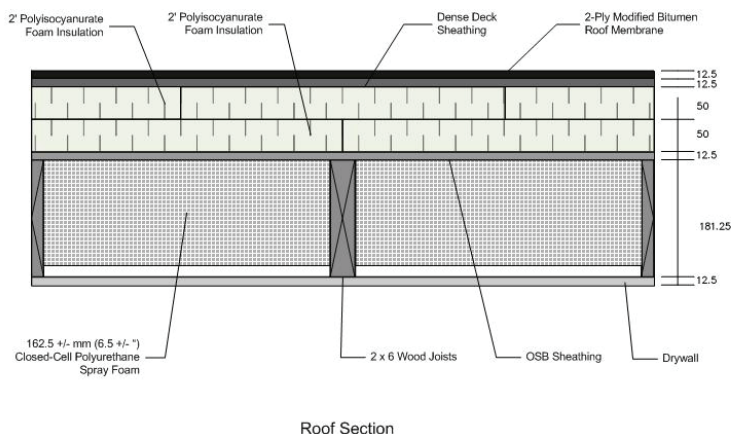 2' Polyisocyanurate
Foam Insulation
2' Polyisocyanurate
Foam Insulation
Dense Deck
Sheathing
2-Ply Modified Bitumen
Roof Membrane
12.5
12.5
50
50
12.5
181.25
12.5
162.5 +/- mm (6.5 +/- ")
Closed-Cell Polyurethane
Spray Foam
2 x 6 Wood Joists
OSB Sheathing
Drywall
Roof Section